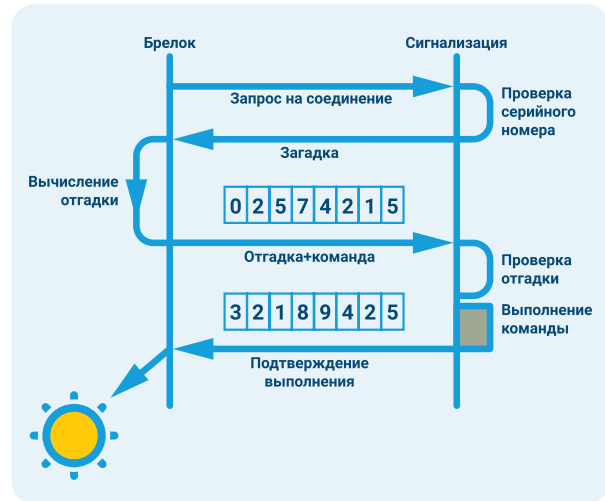 Брелок
Сигнализация
Запрос на соединение
Проверка
серийного
номера
Загадка
Вычисление
отгадки
0 2 5 7 4 2 1 5
Отгадка+команда
Проверка
отгадки
3 2 1 8 9 4 2 5
Выполнение
команды
Подтверждение
выполнения